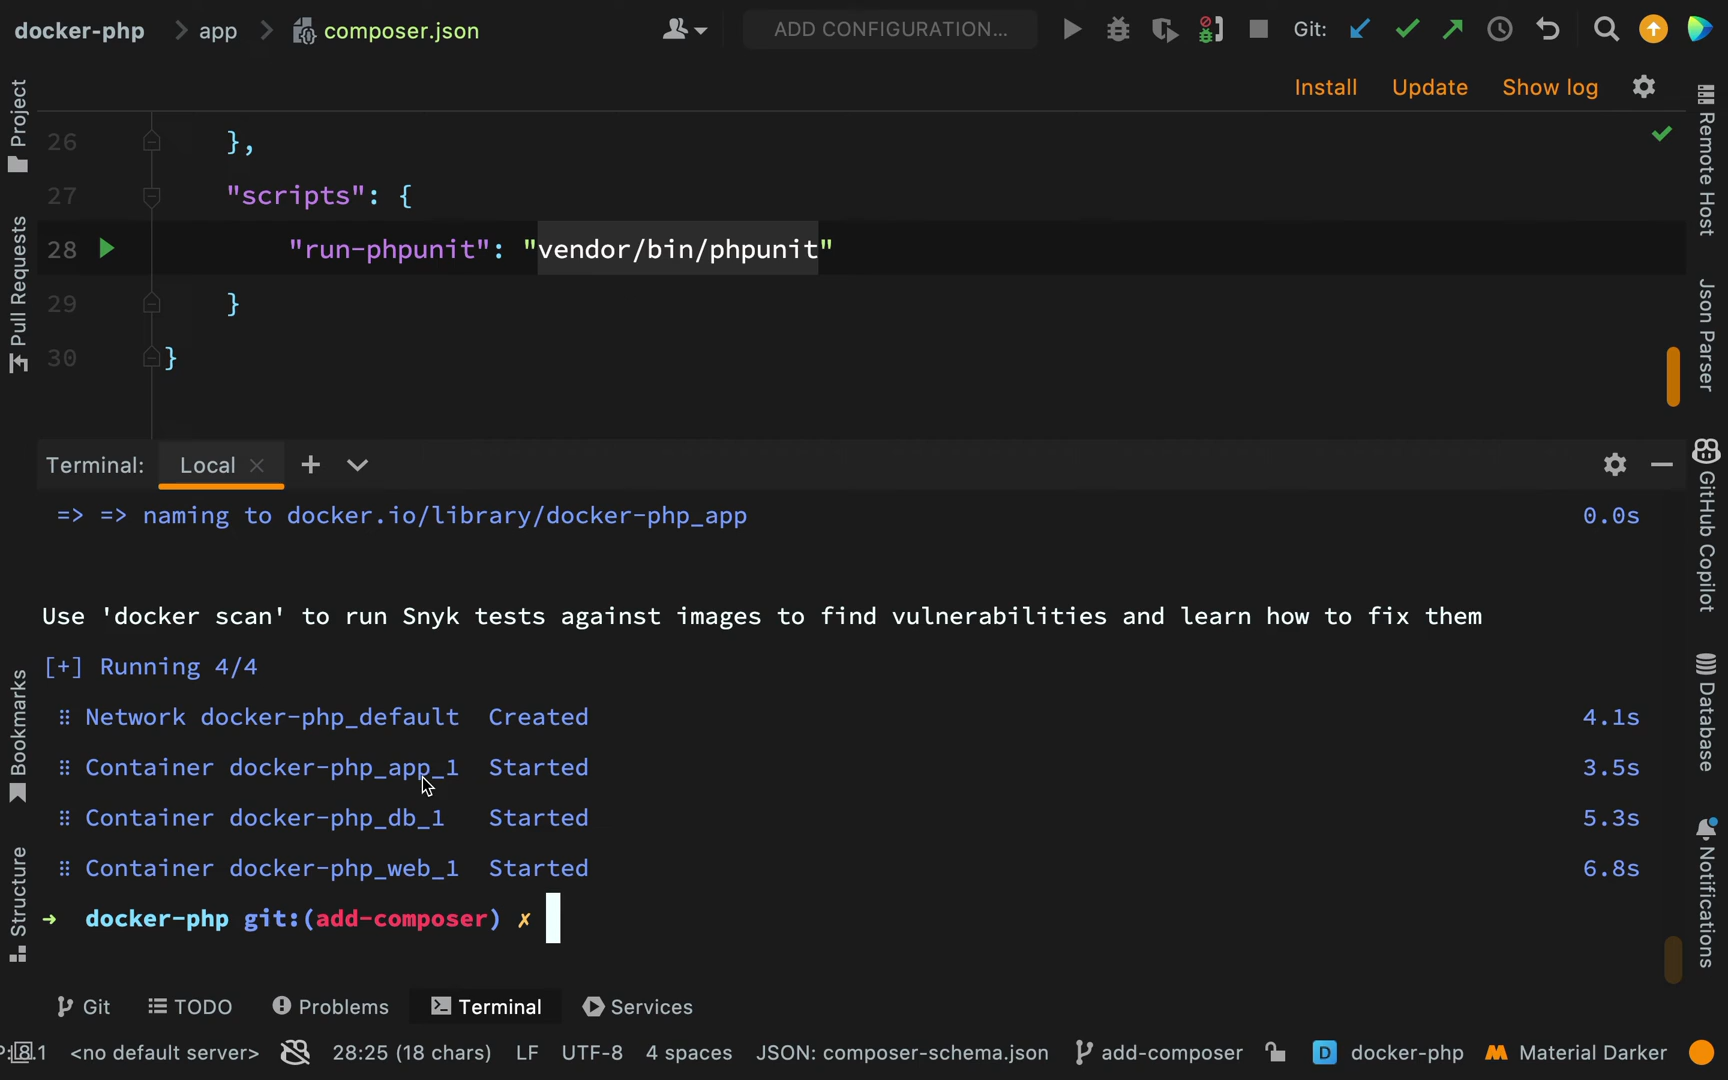 docker-php app composer.json ADD CONFIGURATION... Git:
Install Update Show log
26 },
27 "scripts": {
28 "run-phpunit": "vendor/bin/phpunit"
29 }
30 }
Terminal: Local
=> => naming to docker.io/library/docker-php_app 0.0s
Use 'docker scan' to run Snyk tests against images to find vulnerabilities and learn how to fix them
[+] Running 4/4
⠿ Network docker-php_default Created 4.1s
⠿ Container docker-php_app_1 Started 3.5s
⠿ Container docker-php_db_1 Started 5.3s
⠿ Container docker-php_web_1 Started 6.8s
→ docker-php git:(add-composer) ✗
Git TODO Problems Terminal Services
<no default server> 28:25 (18 chars) LF UTF-8 4 spaces JSON: composer-schema.json add-composer D docker-php Material Darker
Project
Pull Requests
Bookmarks
Structure
Remote Host
Json Parser
GitHub Copilot
Database
Notifications